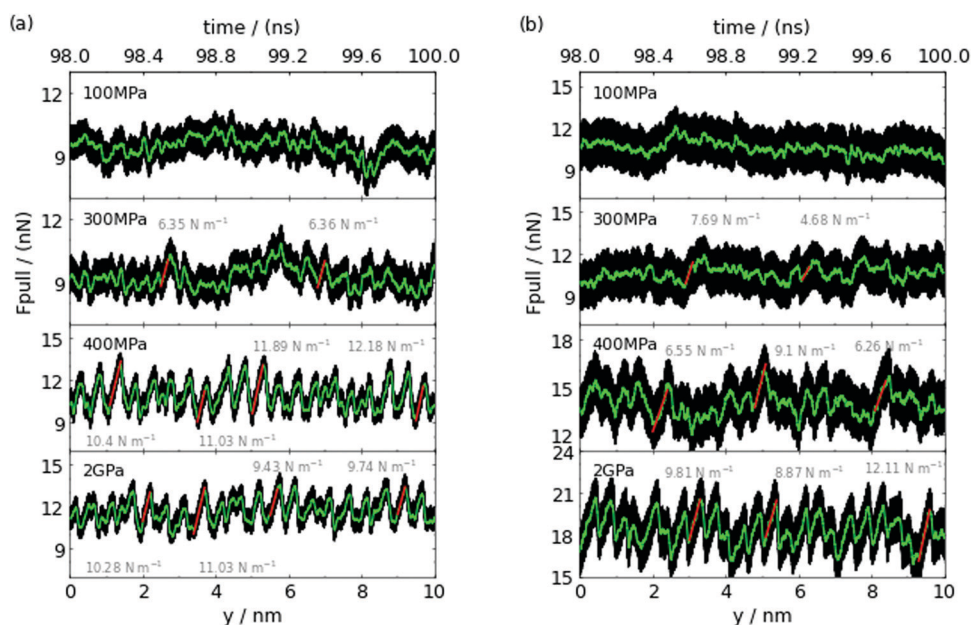 (a)
time / (ns)
98.0 98.4 98.8 99.2 99.6 100.0
Fpull / (nN)
12
9
100MPa
12
9
300MPa
6.35 N m⁻¹
6.36 N m⁻¹
15
12
9
400MPa
11.89 N m⁻¹
12.18 N m⁻¹
10.4 N m⁻¹
11.03 N m⁻¹
15
12
9
2GPa
9.43 N m⁻¹
9.74 N m⁻¹
10.28 N m⁻¹
11.03 N m⁻¹
0 2 4 6 8 10
y / nm
(b)
time / (ns)
98.0 98.4 98.8 99.2 99.6 100.0
Fpull / (nN)
15
12
9
100MPa
15
12
9
300MPa
7.69 N m⁻¹
4.68 N m⁻¹
18
15
12
400MPa
6.55 N m⁻¹
9.1 N m⁻¹
6.26 N m⁻¹
24
21
18
15
2GPa
9.81 N m⁻¹
8.87 N m⁻¹
12.11 N m⁻¹
0 2 4 6 8 10
y / nm